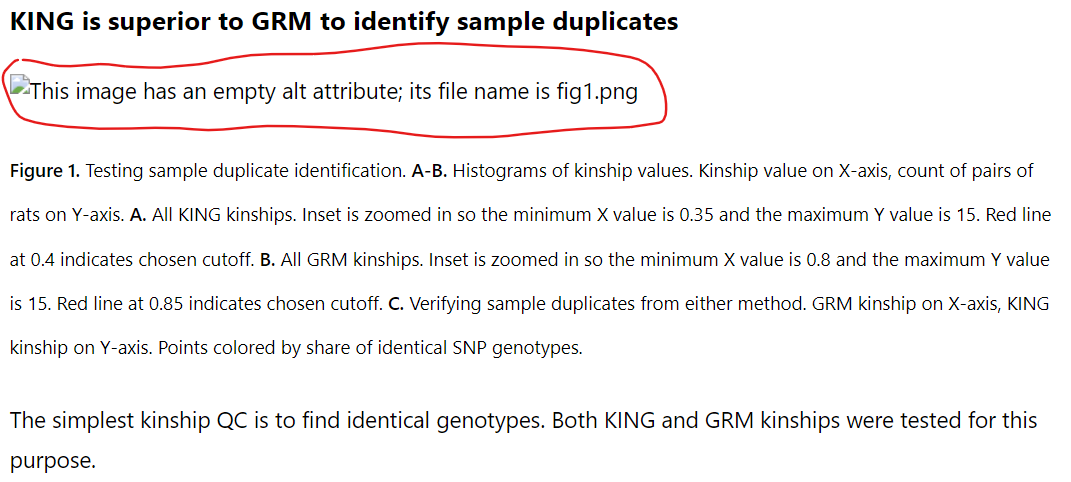 KING is superior to GRM to identify sample duplicates
This image has an empty alt attribute; its file name is fig1.png
Figure 1. Testing sample duplicate identification. A-B. Histograms of kinship values. Kinship value on X-axis, count of pairs of
rats on Y-axis. A. All KING kinships. Inset is zoomed in so the minimum X value is 0.35 and the maximum Y value is 15. Red line
at 0.4 indicates chosen cutoff. B. All GRM kinships. Inset is zoomed in so the minimum X value is 0.8 and the maximum Y value
is 15. Red line at 0.85 indicates chosen cutoff. C. Verifying sample duplicates from either method. GRM kinship on X-axis, KING
kinship on Y-axis. Points colored by share of identical SNP genotypes.
The simplest kinship QC is to find identical genotypes. Both KING and GRM kinships were tested for this
purpose.